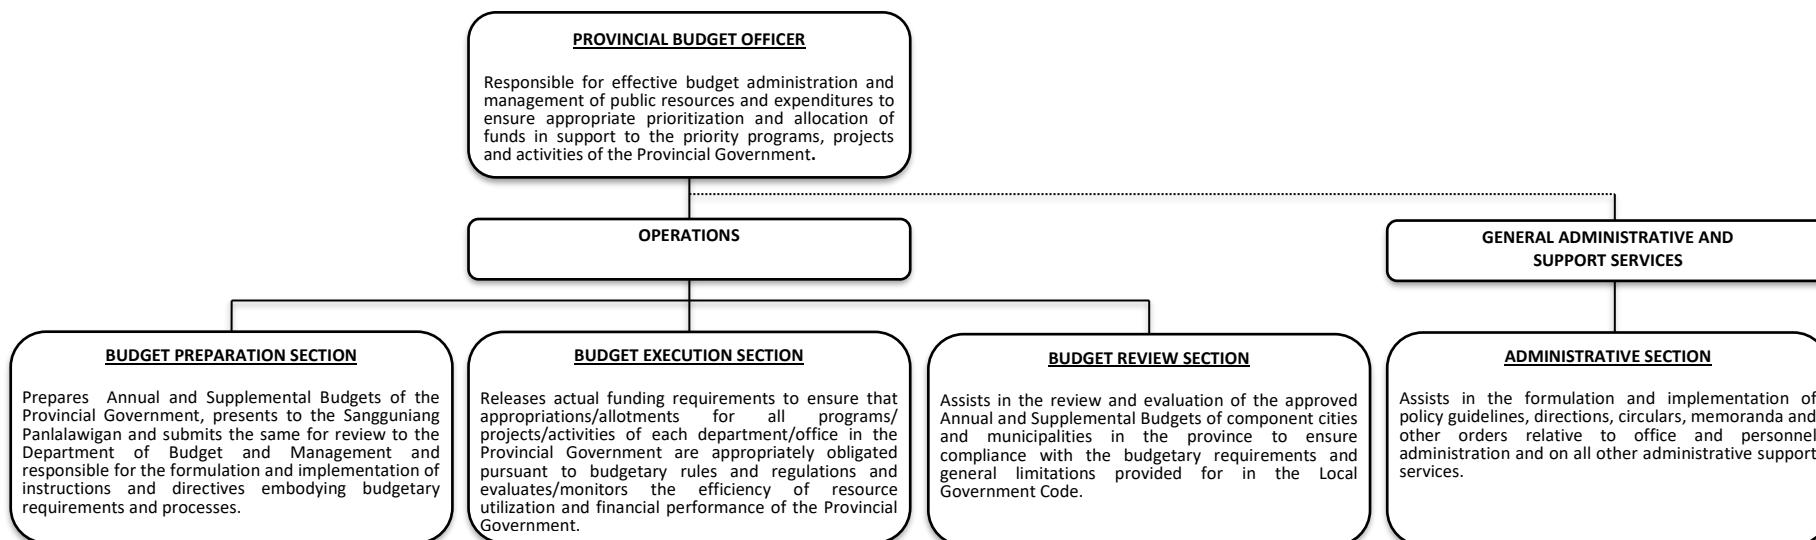 PROVINCIAL BUDGET OFFICER
Responsible for effective budget administration and
management of public resources and expenditures to
ensure appropriate prioritization and allocation of
funds in support to the priority programs, projects
and activities of the Provincial Government.
OPERATIONS
GENERAL ADMINISTRATIVE AND
SUPPORT SERVICES
BUDGET PREPARATION SECTION
Prepares Annual and Supplemental Budgets of the
Provincial Government, presents to the Sangguniang
Panlalawigan and submits the same for review to the
Department of Budget and Management and
responsible for the formulation and implementation of
instructions and directives embodying budgetary
requirements and processes.
BUDGET EXECUTION SECTION
Releases actual funding requirements to ensure that
appropriations/allotments for all programs/
projects/activities of each department/office in the
Provincial Government are appropriately obligated
pursuant to budgetary rules and regulations and
evaluates/monitors the efficiency of resource
utilization and financial performance of the Provincial
Government.
BUDGET REVIEW SECTION
Assists in the review and evaluation of the approved
Annual and Supplemental Budgets of component cities
and municipalities in the province to ensure
compliance with the budgetary requirements and
general limitations provided for in the Local
Government Code.
ADMINISTRATIVE SECTION
Assists in the formulation and implementation of
policy guidelines, directions, circulars, memoranda and
other orders relative to office and personnel
administration and on all other administrative support
services.